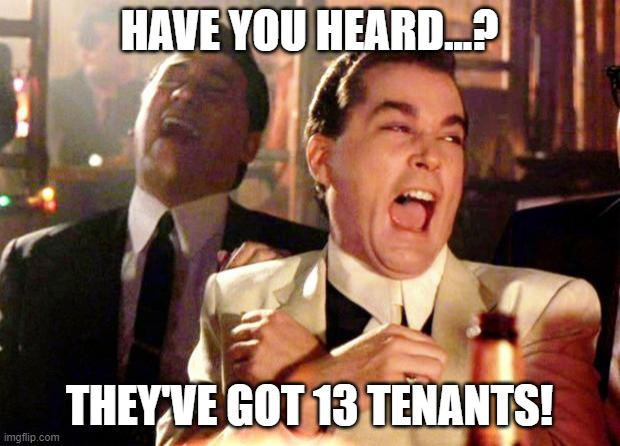 HAVE YOU HEARD...?
THEY'VE GOT 13 TENANTS!
imgflip.com